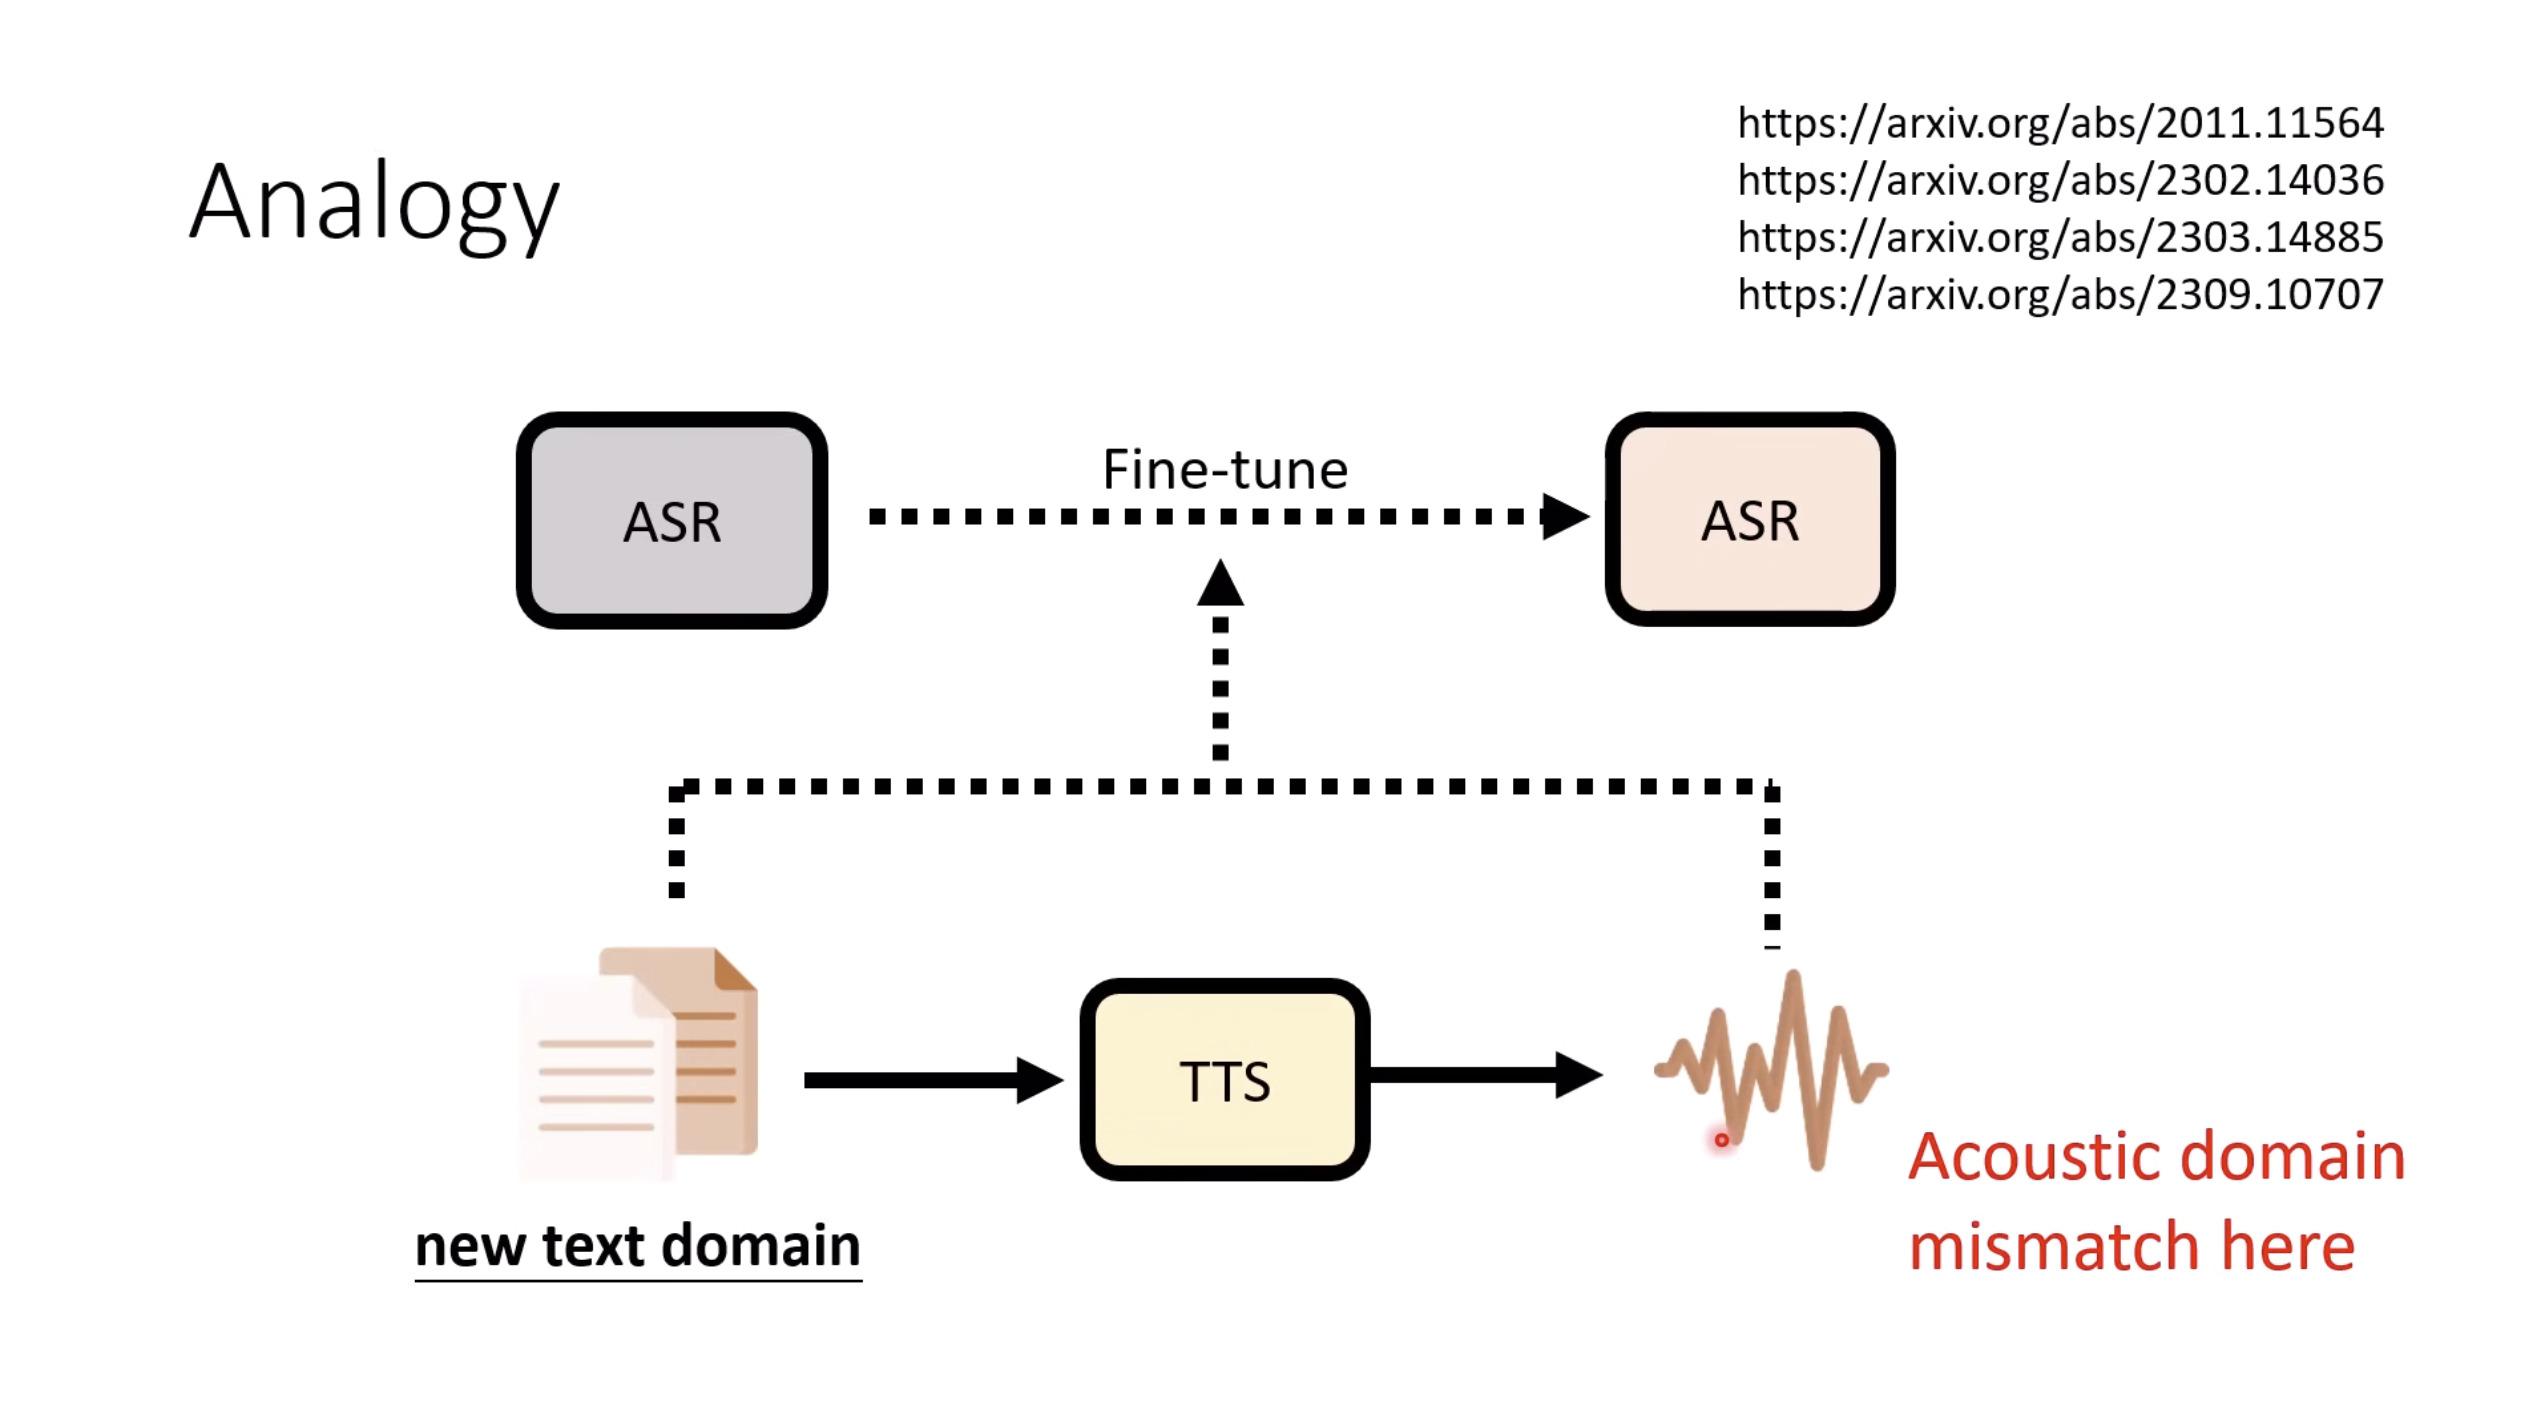 Analogy
https://arxiv.org/abs/2011.11564
https://arxiv.org/abs/2302.14036
https://arxiv.org/abs/2303.14885
https://arxiv.org/abs/2309.10707
ASR
Fine-tune
ASR
TTS
new text domain
Acoustic domain
mismatch here